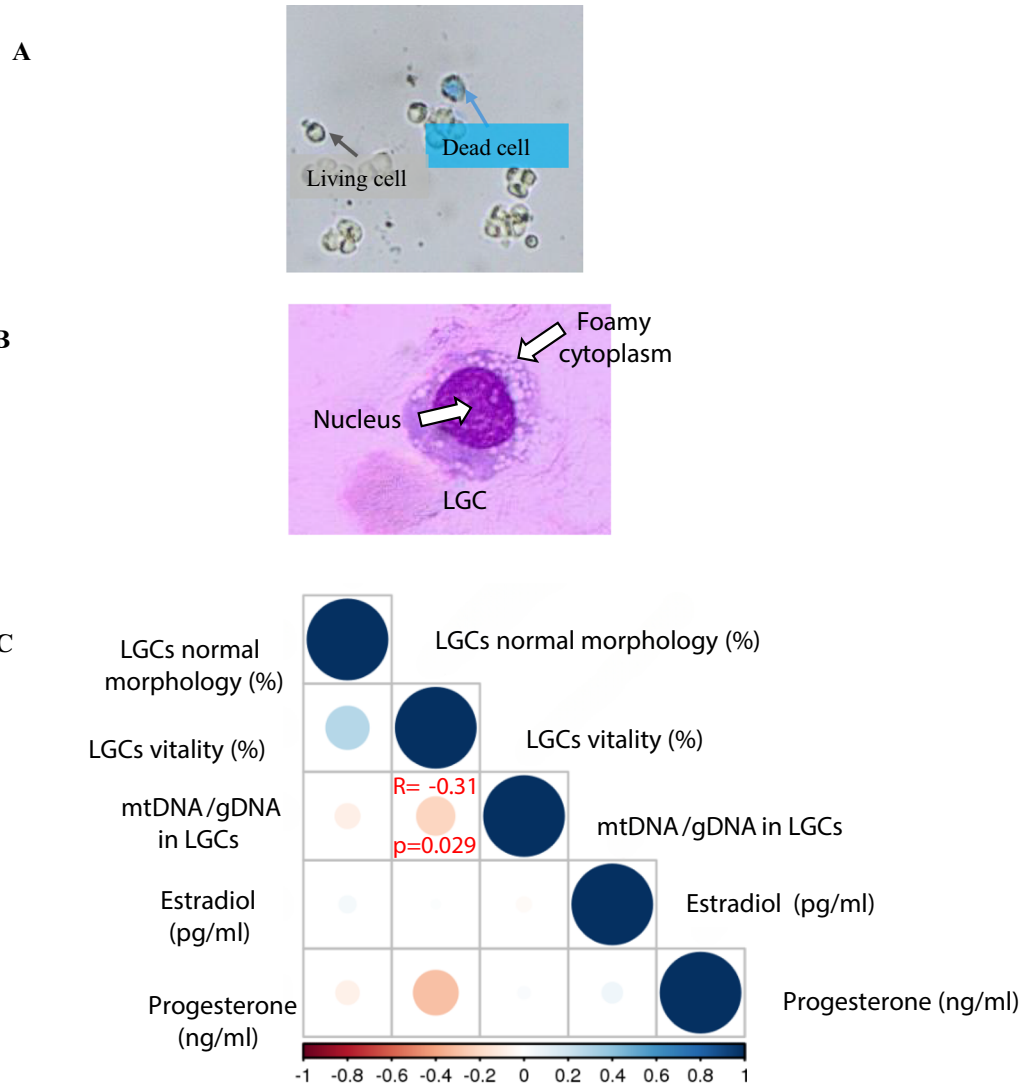 A
Dead cell
Living cell
B
Foamy
cytoplasm
Nucleus
LGC
C
LGCs normal
morphology (%)
LGCs normal morphology (%)
LGCs vitality (%)
LGCs vitality (%)
R= -0.31
p=0.029
mtDNA/gDNA
in LGCs
mtDNA/gDNA in LGCs
Estradiol
(pg/ml)
Estradiol (pg/ml)
Progesterone
(ng/ml)
Progesterone (ng/ml)
-1 -0.8 -0.6 -0.4 -0.2 0 0.2 0.4 0.6 0.8 1